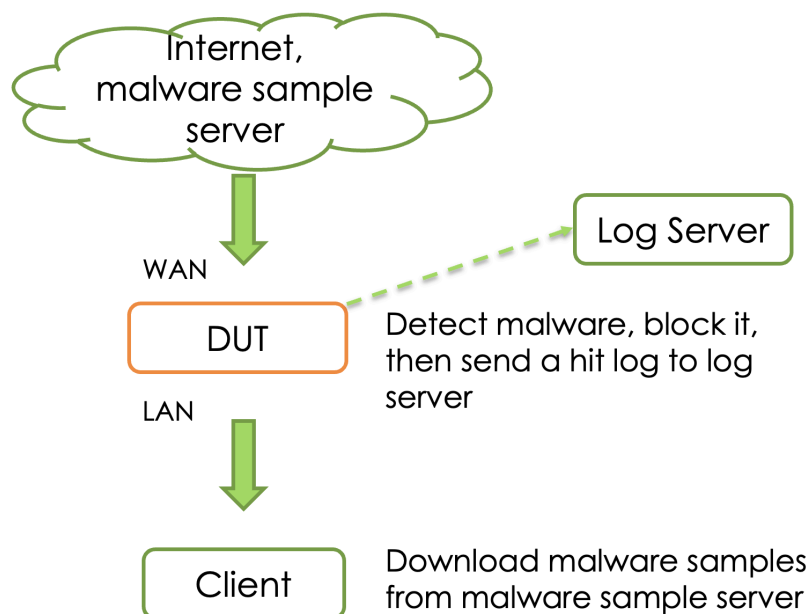 Internet,
malware sample
server
Log Server
WAN
DUT
Detect malware, block it,
then send a hit log to log
server
LAN
Client
Download malware samples
from malware sample server